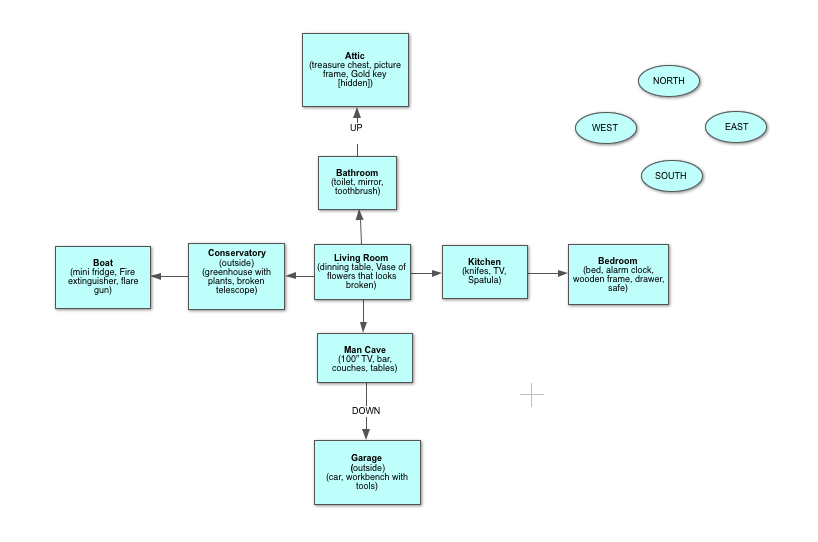 Attic
(treasure chest, picture
frame, Gold key
[hidden])
NORTH
WEST
EAST
UP
SOUTH
Bathroom
(toilet, mirror,
toothbrush)
Boat
(mini fridge, Fire
extinguisher, flare
gun)
Conservatory
(outside)
(greenhouse with
plants, broken
telescope)
Living Room
(dinning table, Vase of
flowers that looks
broken)
Kitchen
(knifes, TV,
Spatula)
Bedroom
(bed, alarm clock,
wooden frame, drawer,
safe)
Man Cave
(100" TV, bar,
couches, tables)
DOWN
Garage
(outside)
(car, workbench with
tools)